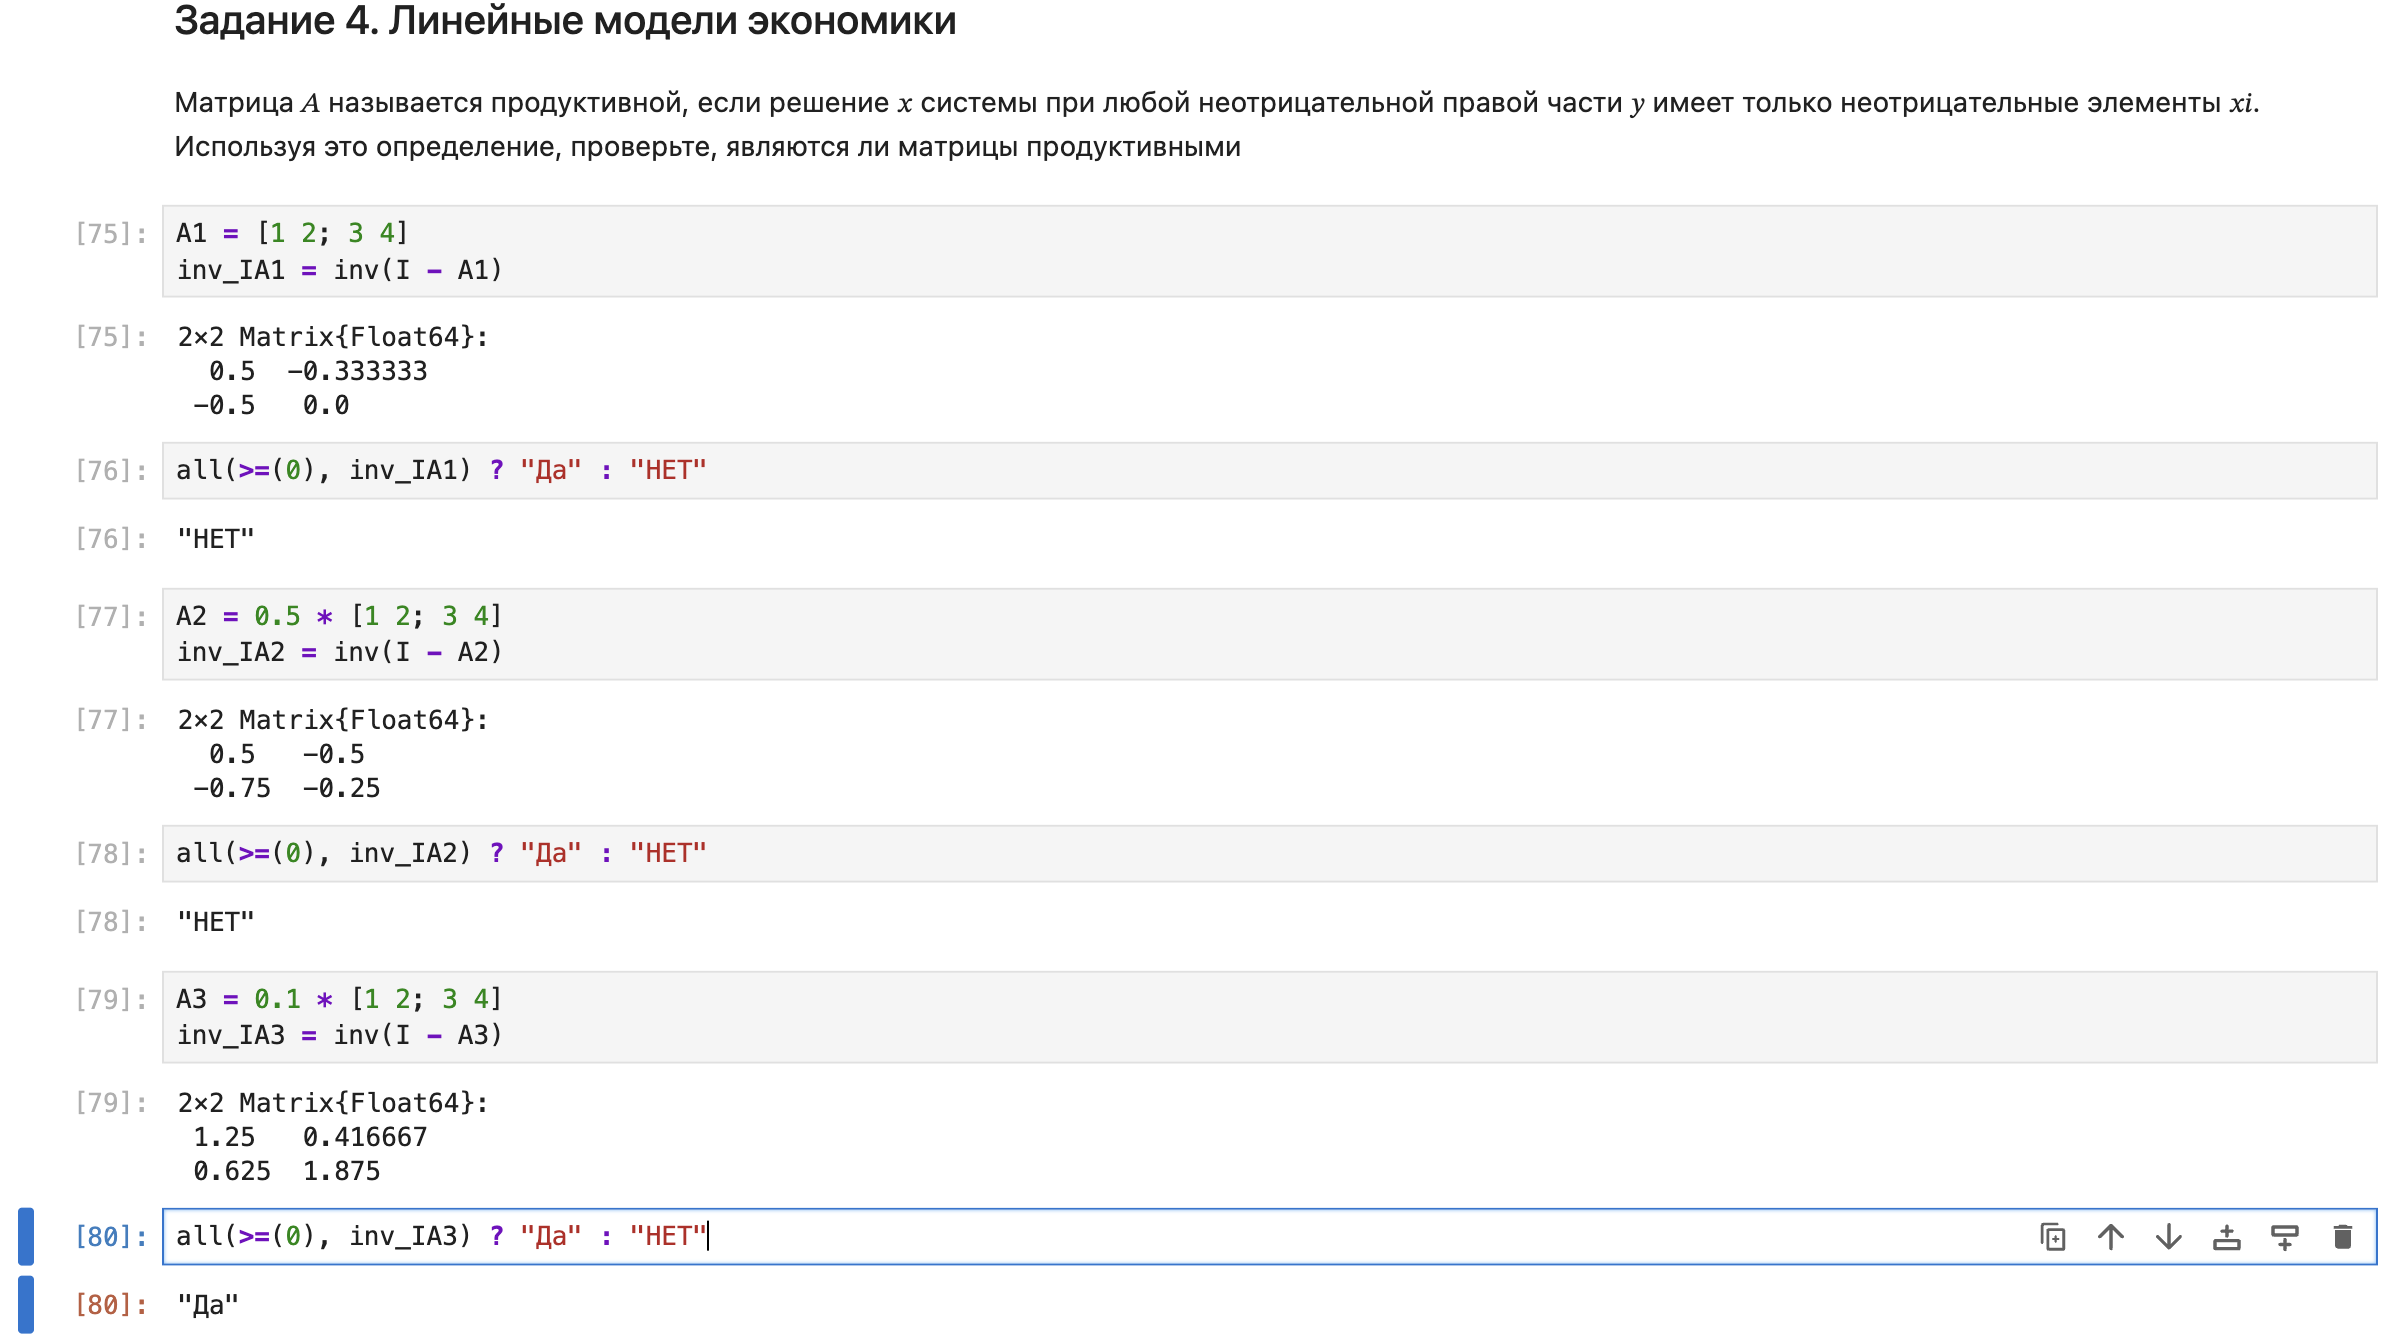 Задание 4. Линейные модели экономики
Матрица A называется продуктивной, если решение x системы при любой неотрицательной правой части y имеет только неотрицательные элементы xi.
Используя это определение, проверьте, являются ли матрицы продуктивными
[75]: A1 = [1 2; 3 4]
inv_IA1 = inv(I - A1)
[75]: 2×2 Matrix{Float64}:
0.5 -0.333333
-0.5 0.0
[76]: all(>=(0), inv_IA1) ? "Да" : "НЕТ"
[76]: "НЕТ"
[77]: A2 = 0.5 * [1 2; 3 4]
inv_IA2 = inv(I - A2)
[77]: 2×2 Matrix{Float64}:
0.5 -0.5
-0.75 -0.25
[78]: all(>=(0), inv_IA2) ? "Да" : "НЕТ"
[78]: "НЕТ"
[79]: A3 = 0.1 * [1 2; 3 4]
inv_IA3 = inv(I - A3)
[79]: 2×2 Matrix{Float64}:
1.25 0.416667
0.625 1.875
[80]: all(>=(0), inv_IA3) ? "Да" : "НЕТ"
[80]: "Да"